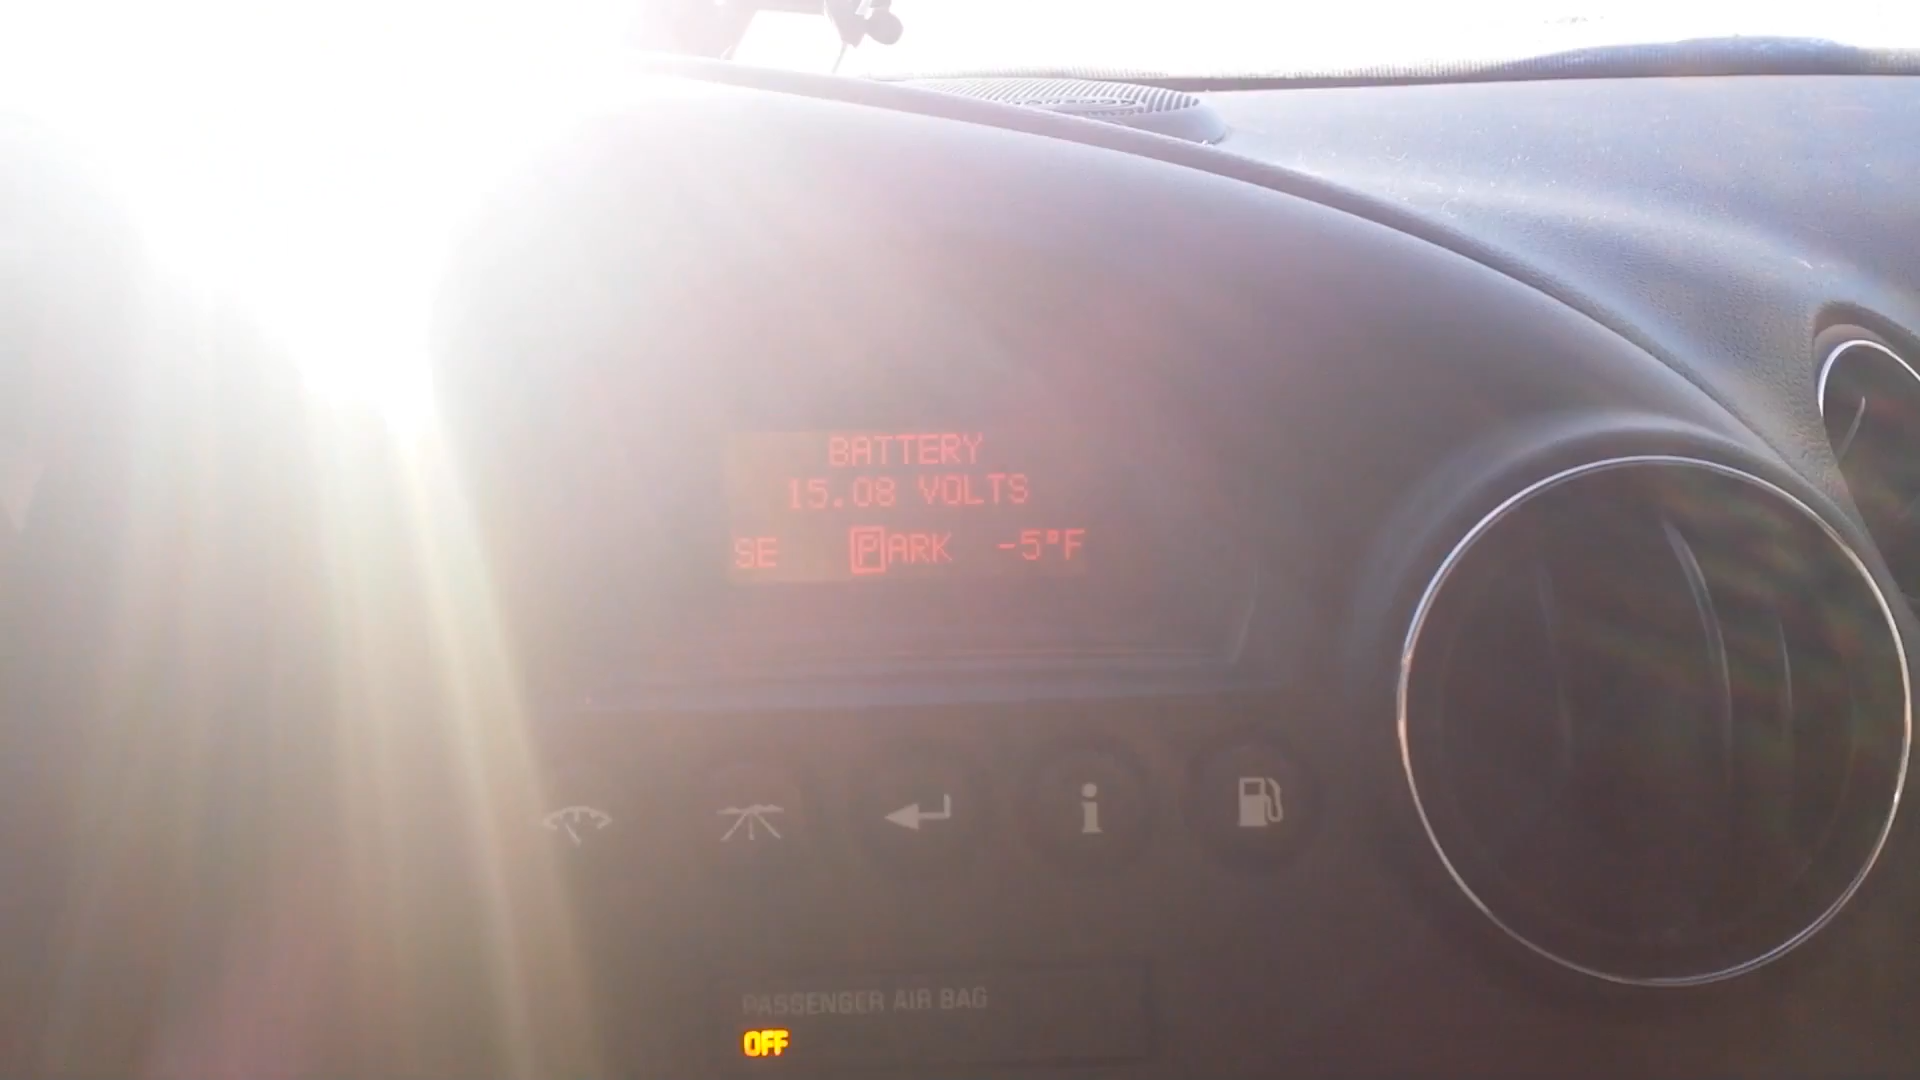 BATTERY
15.08 VOLTS
SE PARK -5°F
PASSENGER AIR BAG
OFF